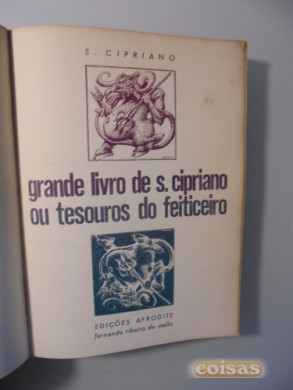 S. CIPRIANO
grande livro de s. cipriano
ou tesouros do feiticeiro
EDIÇÕES AFRODITE
fernando ribeiro de mello
coisas